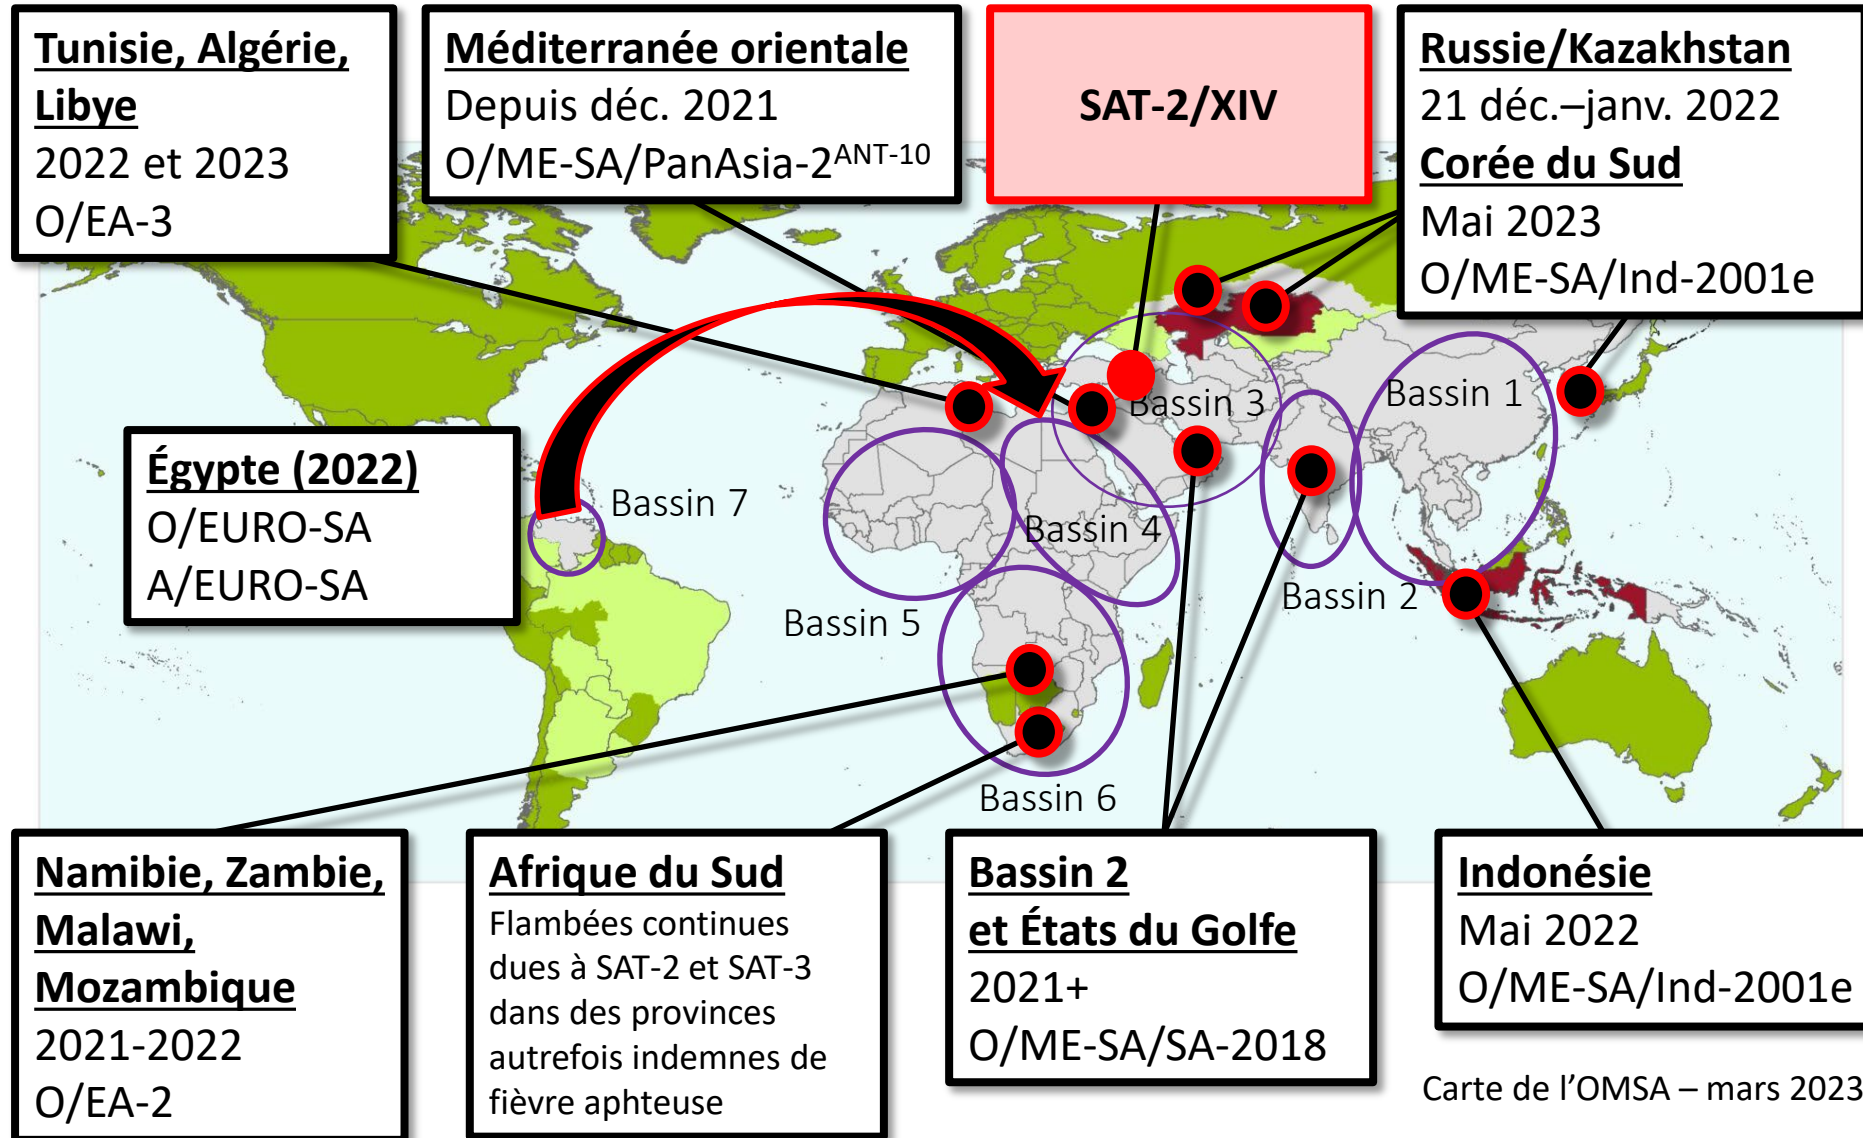 Tunisie, Algérie,
Libye
2022 et 2023
O/EA-3
Méditerranée orientale
Depuis déc. 2021
O/ME-SA/PanAsia-2ANT-10
SAT-2/XIV
Russie/Kazakhstan
21 déc.–janv. 2022
Corée du Sud
Mai 2023
O/ME-SA/Ind-2001e
Égypte (2022)
O/EURO-SA
A/EURO-SA
Bassin 7
Bassin 3
Bassin 1
Bassin 4
Bassin 2
Bassin 5
Bassin 6
Namibie, Zambie,
Malawi,
Mozambique
2021-2022
O/EA-2
Afrique du Sud
Flambées continues
dues à SAT-2 et SAT-3
dans des provinces
autrefois indemnes de
fièvre aphteuse
Bassin 2
et États du Golfe
2021+
O/ME-SA/SA-2018
Indonésie
Mai 2022
O/ME-SA/Ind-2001e
Carte de l’OMSA – mars 2023